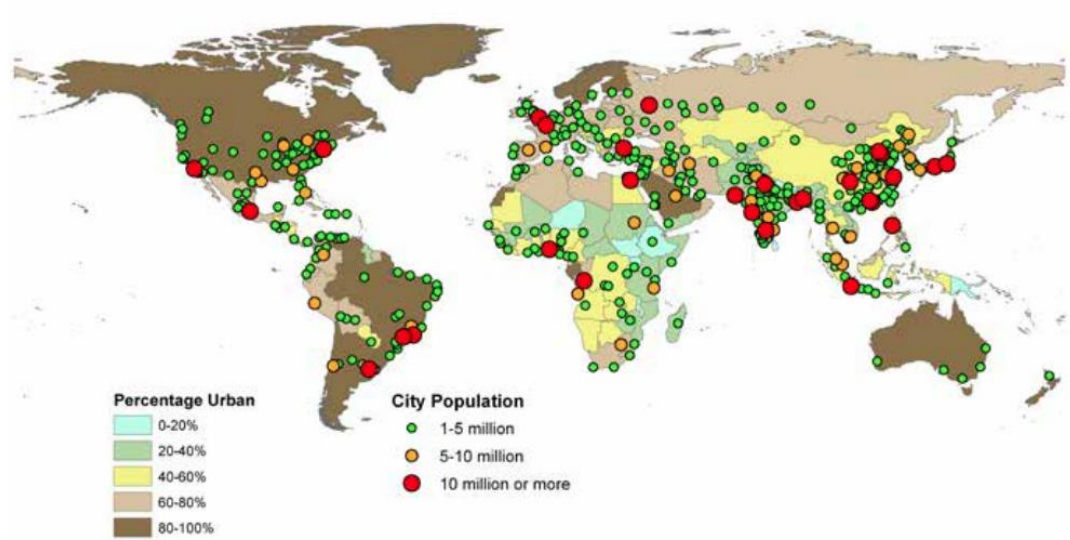 Percentage Urban
0-20%
20-40%
40-60%
60-80%
80-100%
City Population
1-5 million
5-10 million
10 million or more